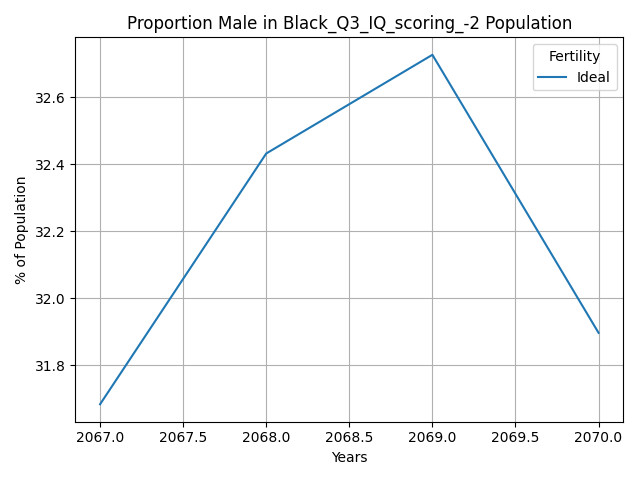 Proportion Male in Black_Q3_IQ_scoring_-2 Population
Fertility
Ideal
% of Population
32.6
32.4
32.2
32.0
31.8
2067.0 2067.5 2068.0 2068.5 2069.0 2069.5 2070.0
Years